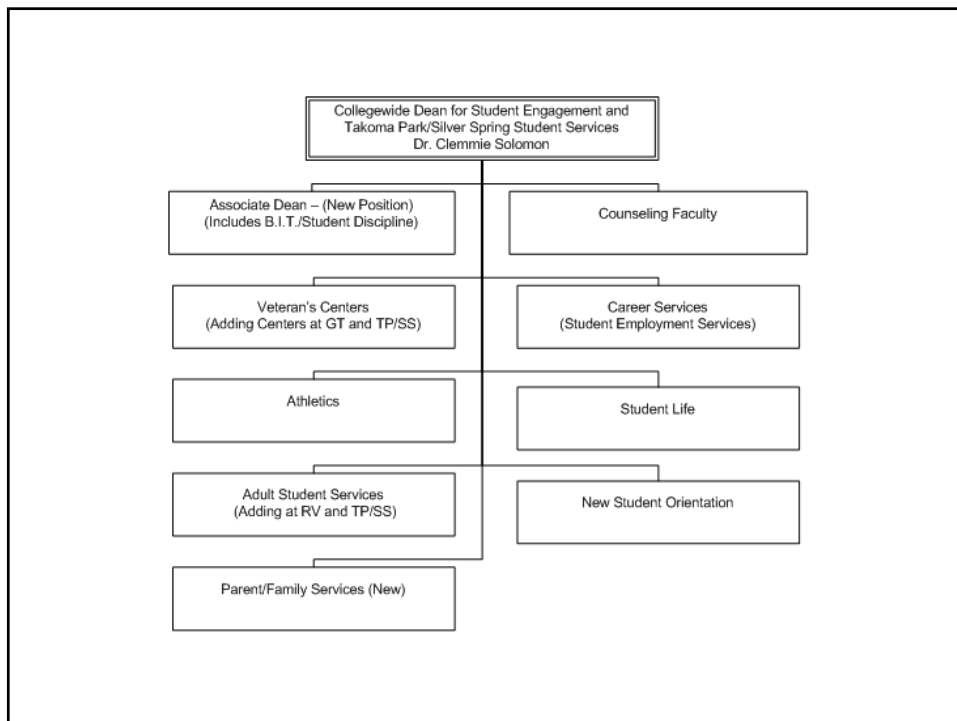 Collegewide Dean for Student Engagement and
Takoma Park/Silver Spring Student Services
Dr. Clemmie Solomon
Associate Dean – (New Position)
(Includes B.I.T./Student Discipline)
Counseling Faculty
Veteran's Centers
(Adding Centers at GT and TP/SS)
Career Services
(Student Employment Services)
Athletics
Student Life
Adult Student Services
(Adding at RV and TP/SS)
New Student Orientation
Parent/Family Services (New)